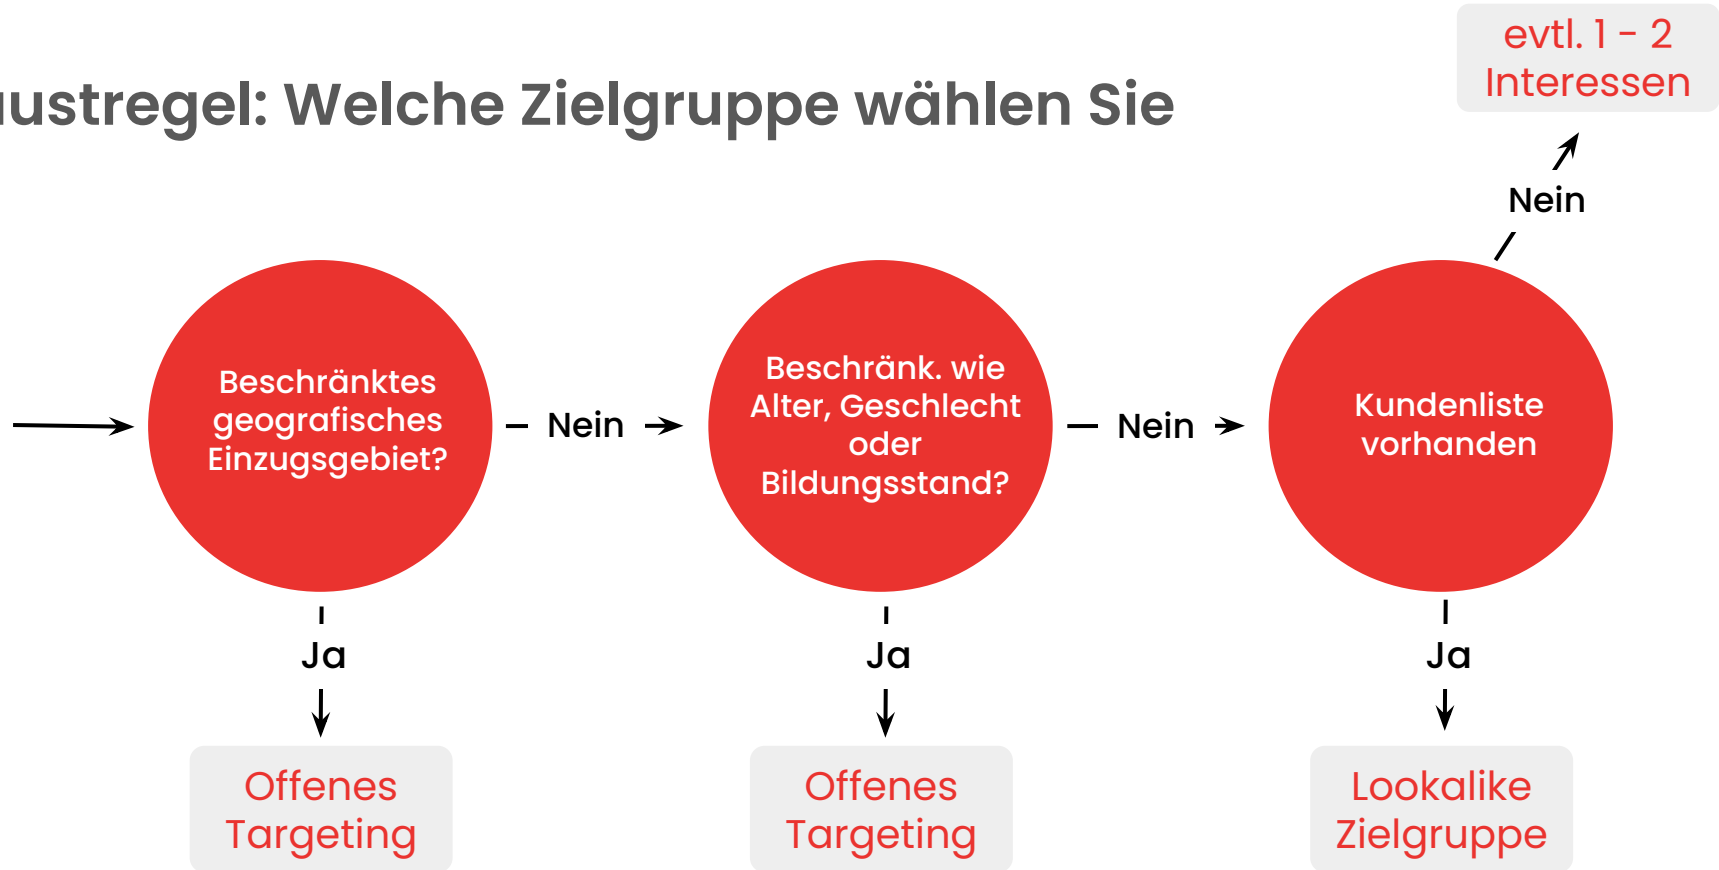 evtl. 1 - 2
Interessen
austregel: Welche Zielgruppe wählen Sie
Nein
Beschränktes
geografisches
Einzugsgebiet?
Nein
Beschränk. wie
Alter, Geschlecht
oder
Bildungsstand?
Nein
Kundenliste
vorhanden
Ja
Ja
Ja
Offenes
Targeting
Offenes
Targeting
Lookalike
Zielgruppe